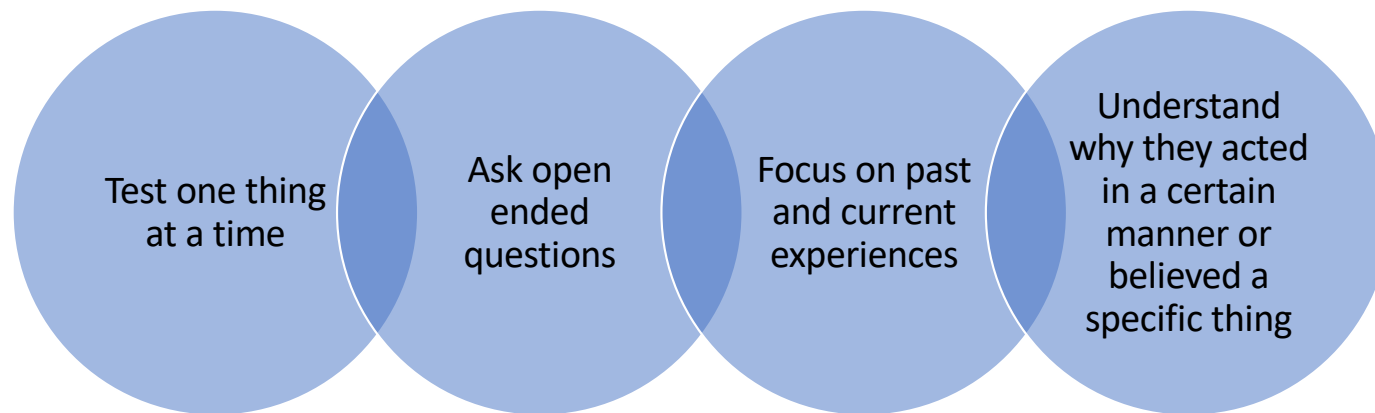 Test one thing
at a time
Ask open
ended
questions
Focus on past
and current
experiences
Understand
why they acted
in a certain
manner or
believed a
specific thing